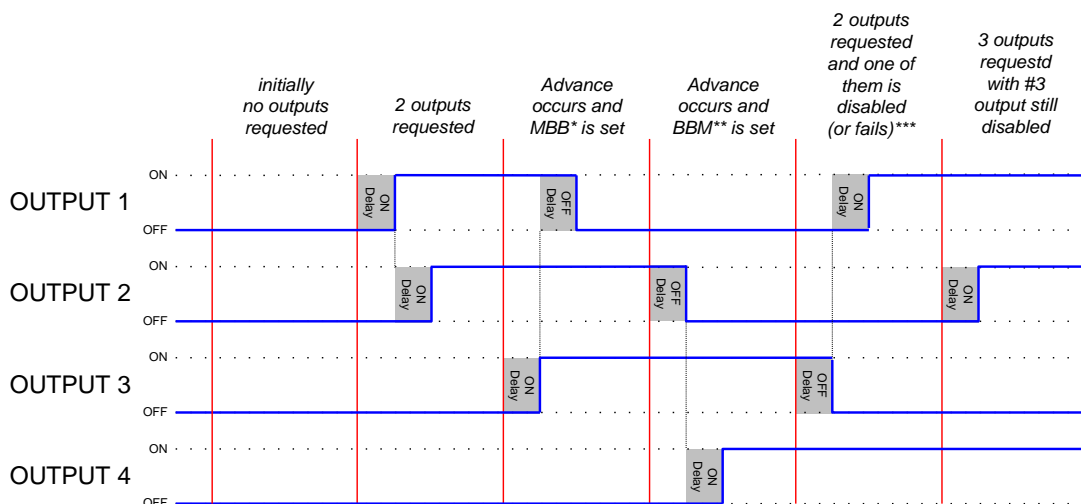 initially
no outputs
requested
2 outputs
requested
Advance
occurs and
MBB* is set
Advance
occurs and
BBM** is set
2 outputs
requested
and one of
them is
disabled
(or fails)***
3 outputs
requestd
with #3
output still
disabled
OUTPUT 1
ON
OFF
ON
Delay
OFF
Delay
ON
Delay
OUTPUT 2
ON
OFF
ON
Delay
OFF
Delay
ON
Delay
OUTPUT 3
ON
OFF
ON
Delay
OFF
Delay
OUTPUT 4
ON
OFF
ON
Delay